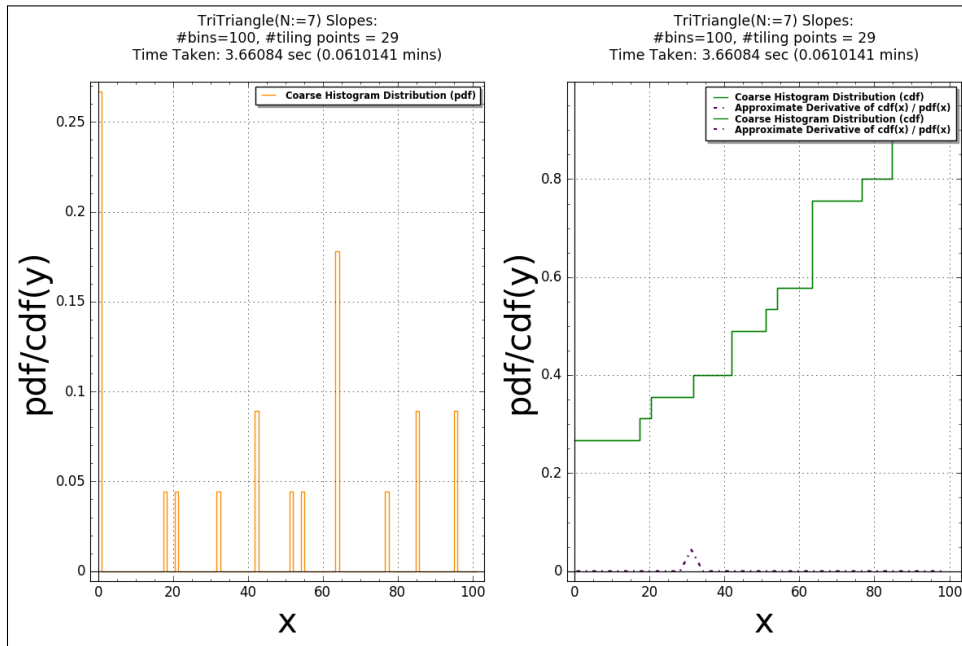 TriTriangle(N:=7) Slopes:
#bins=100, #tiling points = 29
Time Taken: 3.66084 sec (0.0610141 mins)
Coarse Histogram Distribution (pdf)
0.25
0.2
0.15
0.1
0.05
0
pdf/cdf(y)
0 20 40 60 80 100
x
TriTriangle(N:=7) Slopes:
#bins=100, #tiling points = 29
Time Taken: 3.66084 sec (0.0610141 mins)
Coarse Histogram Distribution (cdf)
Approximate Derivative of cdf(x) / pdf(x)
Coarse Histogram Distribution (cdf)
Approximate Derivative of cdf(x) / pdf(x)
0.8
0.6
0.4
0.2
0
pdf/cdf(y)
0 20 40 60 80 100
x